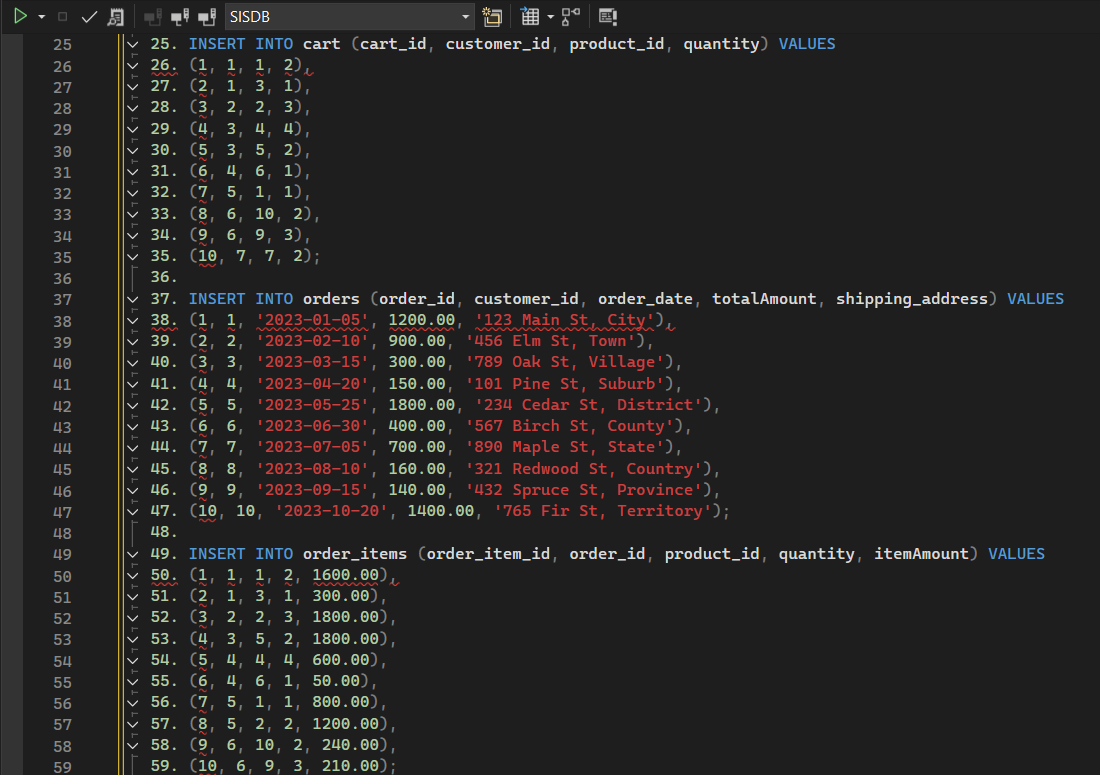 SISDB
25 25. INSERT INTO cart (cart_id, customer_id, product_id, quantity) VALUES
26 26. (1, 1, 1, 2),
27 27. (2, 1, 3, 1),
28 28. (3, 2, 2, 3),
29 29. (4, 3, 4, 4),
30 30. (5, 3, 5, 2),
31 31. (6, 4, 6, 1),
32 32. (7, 5, 1, 1),
33 33. (8, 6, 10, 2),
34 34. (9, 6, 9, 3),
35 35. (10, 7, 7, 2);
36 36.
37 37. INSERT INTO orders (order_id, customer_id, order_date, totalAmount, shipping_address) VALUES
38 38. (1, 1, '2023-01-05', 1200.00, '123 Main St, City'),
39 39. (2, 2, '2023-02-10', 900.00, '456 Elm St, Town'),
40 40. (3, 3, '2023-03-15', 300.00, '789 Oak St, Village'),
41 41. (4, 4, '2023-04-20', 150.00, '101 Pine St, Suburb'),
42 42. (5, 5, '2023-05-25', 1800.00, '234 Cedar St, District'),
43 43. (6, 6, '2023-06-30', 400.00, '567 Birch St, County'),
44 44. (7, 7, '2023-07-05', 700.00, '890 Maple St, State'),
45 45. (8, 8, '2023-08-10', 160.00, '321 Redwood St, Country'),
46 46. (9, 9, '2023-09-15', 140.00, '432 Spruce St, Province'),
47 47. (10, 10, '2023-10-20', 1400.00, '765 Fir St, Territory');
48 48.
49 49. INSERT INTO order_items (order_item_id, order_id, product_id, quantity, itemAmount) VALUES
50 50. (1, 1, 1, 2, 1600.00),
51 51. (2, 1, 3, 1, 300.00),
52 52. (3, 2, 2, 3, 1800.00),
53 53. (4, 3, 5, 2, 1800.00),
54 54. (5, 4, 4, 4, 600.00),
55 55. (6, 4, 6, 1, 50.00),
56 56. (7, 5, 1, 1, 800.00),
57 57. (8, 5, 2, 2, 1200.00),
58 58. (9, 6, 10, 2, 240.00),
59 59. (10, 6, 9, 3, 210.00);